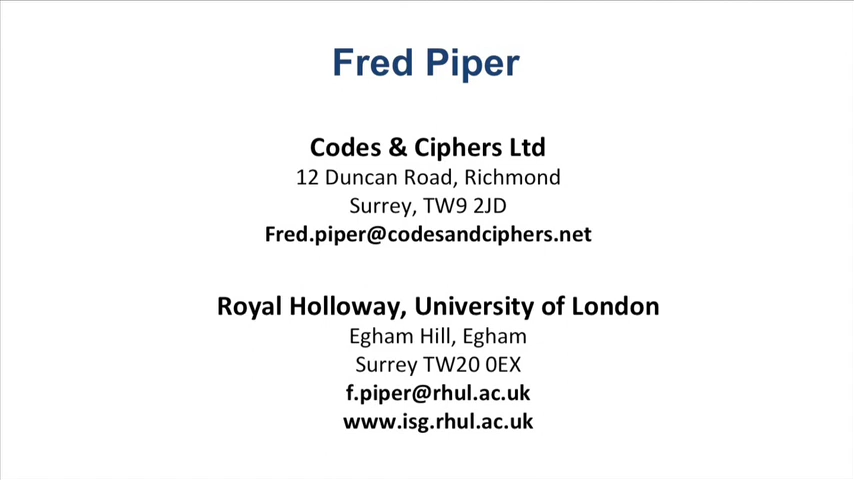 Fred Piper
Codes & Ciphers Ltd
12 Duncan Road, Richmond
Surrey, TW9 2JD
Fred.piper@codesandciphers.net
Royal Holloway, University of London
Egham Hill, Egham
Surrey TW20 0EX
f.piper@rhul.ac.uk
www.isg.rhul.ac.uk